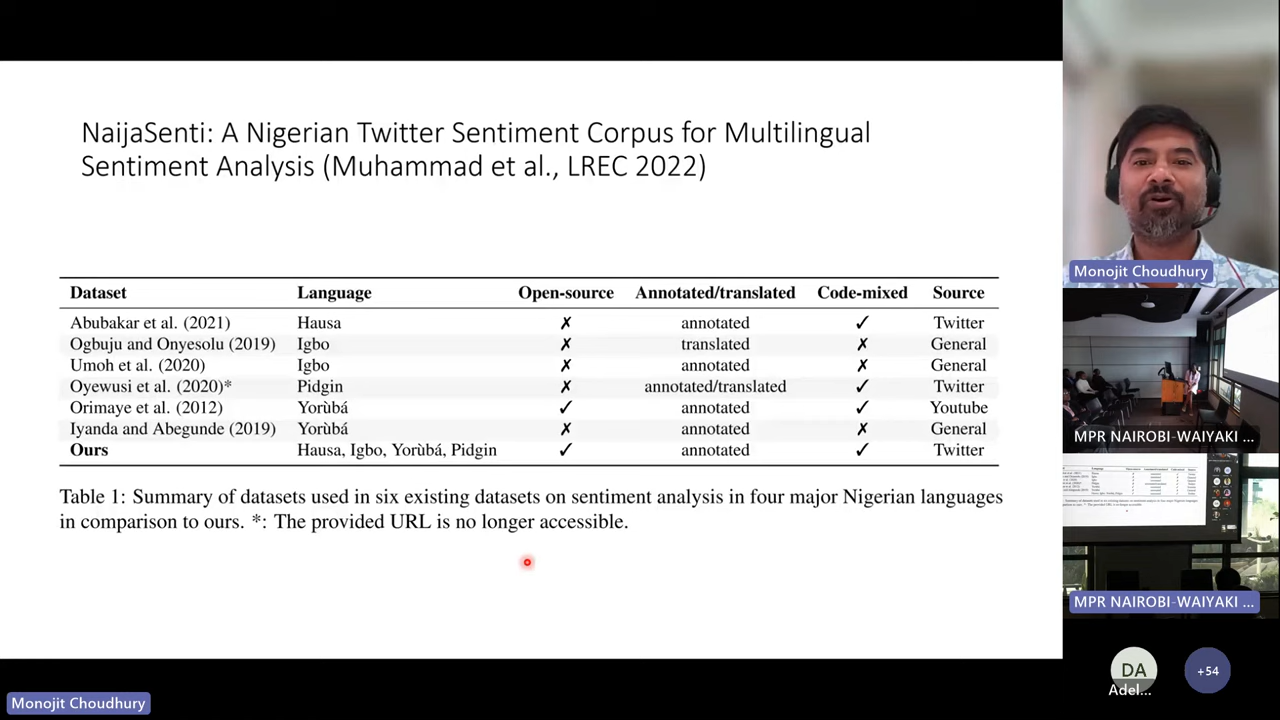 NaijaSenti: A Nigerian Twitter Sentiment Corpus for Multilingual
Sentiment Analysis (Muhammad et al., LREC 2022)
Dataset Language Open-source Annotated/translated Code-mixed Source
Abubakar et al. (2021) Hausa ✗ annotated ✓ Twitter
Ogbuju and Onyesolu (2019) Igbo ✗ translated ✗ General
Umoh et al. (2020) Igbo ✗ annotated ✗ General
Oyewusi et al. (2020)* Pidgin ✗ annotated/translated ✓ Twitter
Orimaye et al. (2012) Yorùbá ✓ annotated ✓ Youtube
Iyanda and Abegunde (2019) Yorùbá ✗ annotated ✗ General
Ours Hausa, Igbo, Yorùbá, Pidgin ✓ annotated ✓ Twitter
Table 1: Summary of datasets used in existing datasets on sentiment analysis in four major Nigerian languages
in comparison to ours. *: The provided URL is no longer accessible.
Monojit Choudhury
MPR NAIROBI-WAIYAKI ...
MPR NAIROBI-WAIYAKI ...
DA
Adel...
+54
Monojit Choudhury